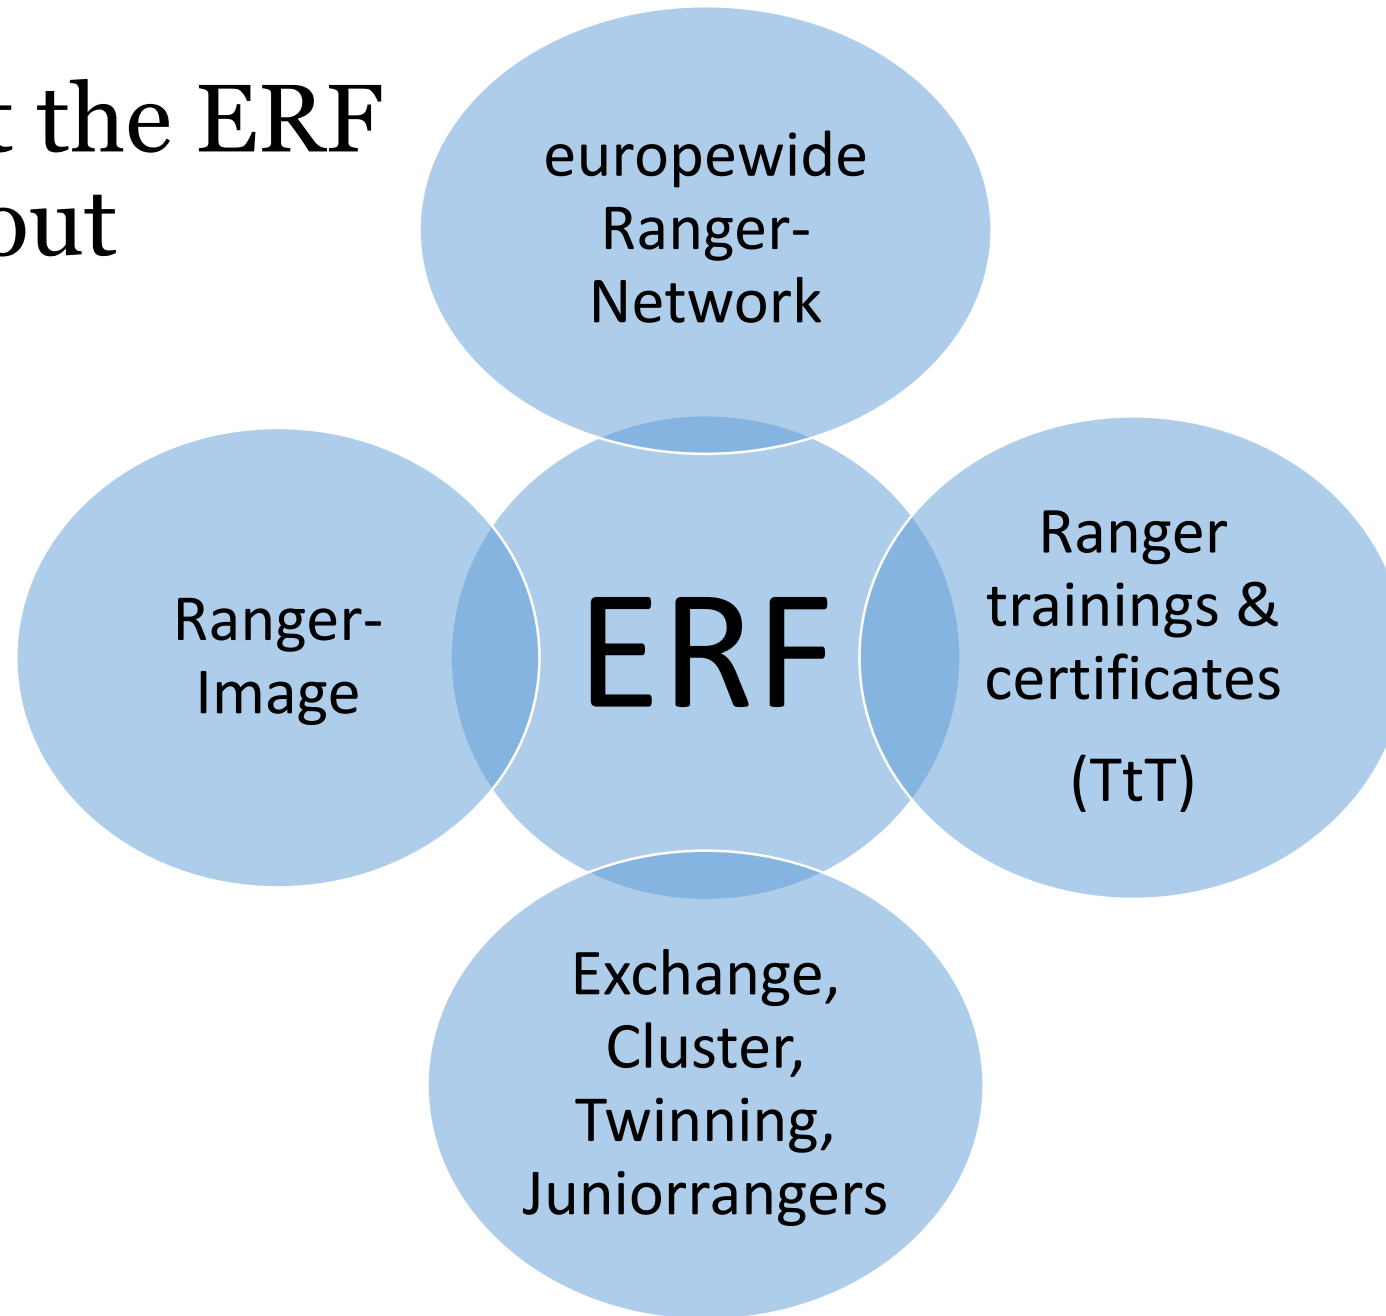 t the ERF
out
europewide
Ranger-
Network
Ranger-
Image
ERF
Ranger
trainings &
certificates
(TtT)
Exchange,
Cluster,
Twinning,
Juniorrangers